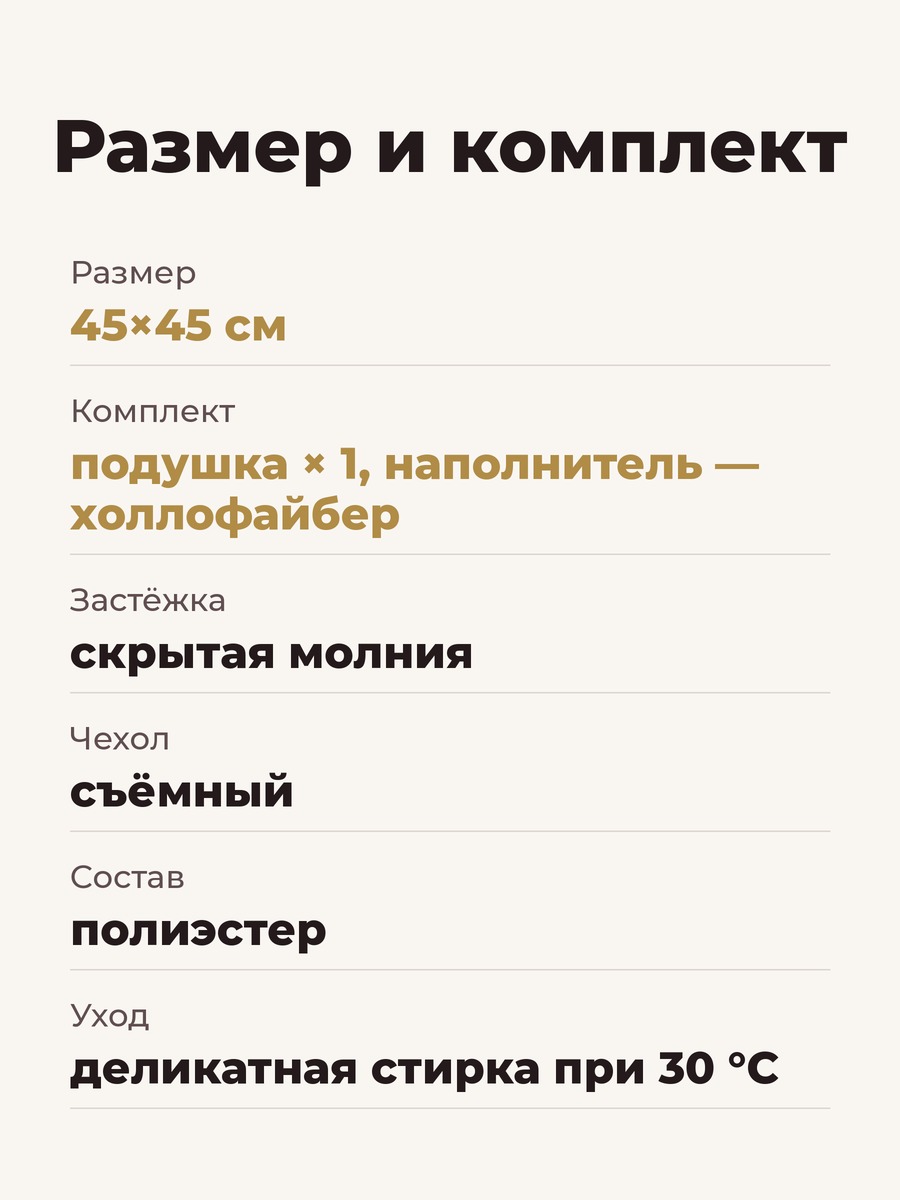 Размер и комплект
Размер
45×45 см
Комплект
подушка × 1, наполнитель —
холлофайбер
Застёжка
скрытая молния
Чехол
съёмный
Состав
полиэстер
Уход
деликатная стирка при 30 °C